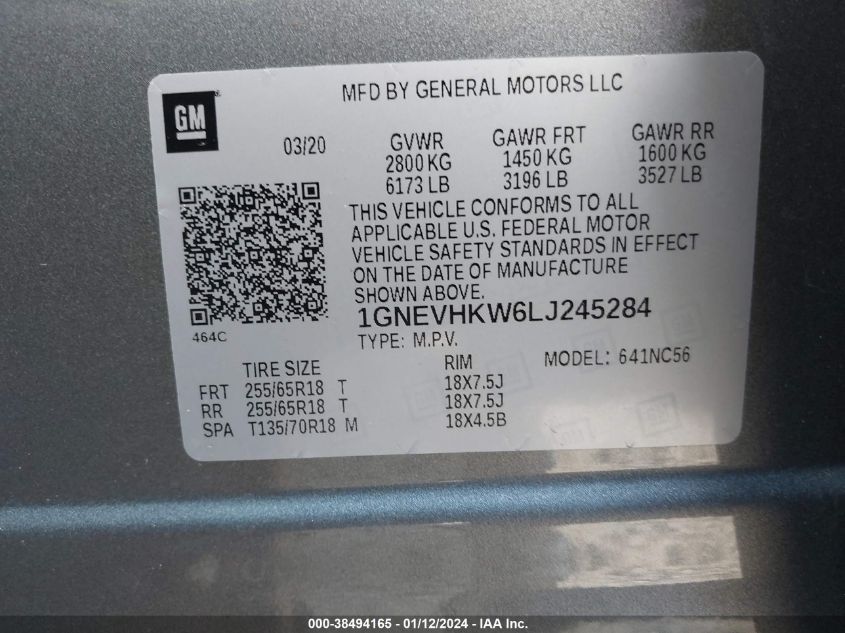 GM
MFD BY GENERAL MOTORS LLC
03/20
GVWR GAWR FRT GAWR RR
2800 KG 1450 KG 1600 KG
6173 LB 3196 LB 3527 LB
THIS VEHICLE CONFORMS TO ALL
APPLICABLE U.S. FEDERAL MOTOR
VEHICLE SAFETY STANDARDS IN EFFECT
ON THE DATE OF MANUFACTURE
SHOWN ABOVE.
464C
1GNEVHKW6LJ245284
TYPE: M.P.V. MODEL: 641NC56
TIRE SIZE RIM
FRT 255/65R18 T 18X7.5J
RR 255/65R18 T 18X7.5J
SPA T135/70R18 M 18X4.5B
000-38494165 - 01/12/2024 - IAA Inc.